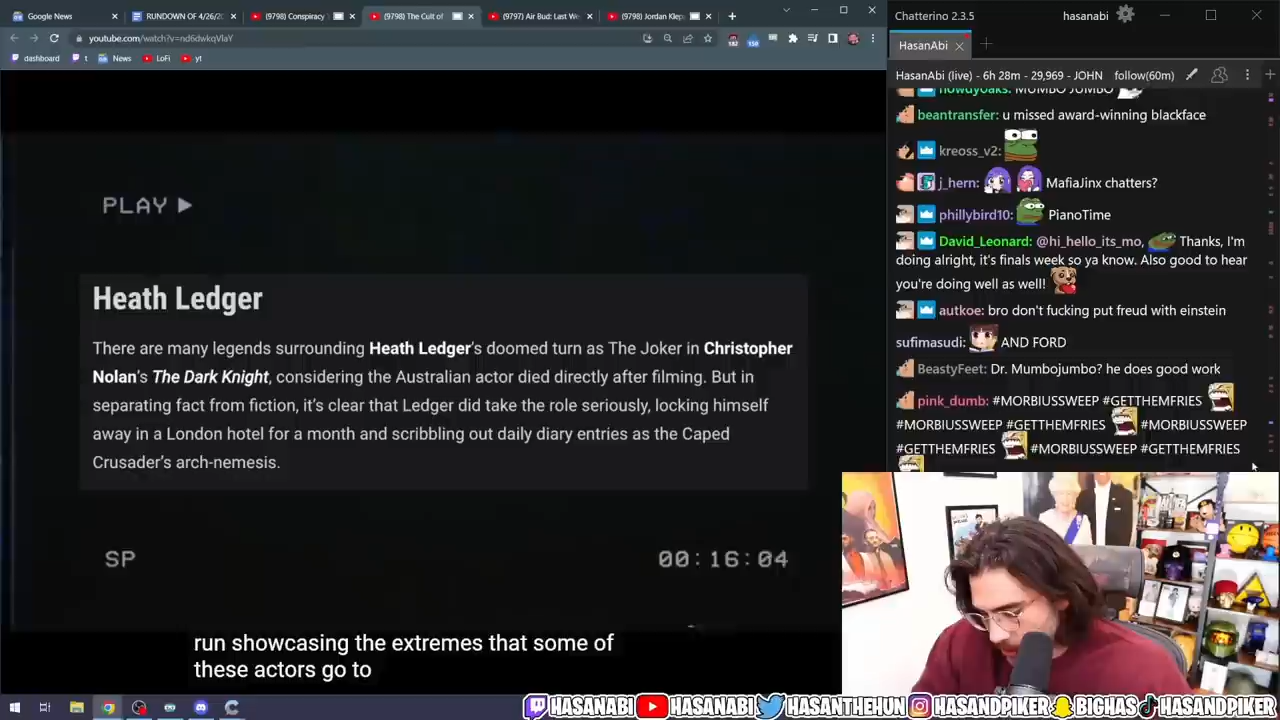 (9798) Conspiracy
(9798) The Cult of
(9797) Air Bud: Last We
(9798) Jordan Klep
Google News
RUNDOWN OF 4/26/20
youtube.com/watch?v=nd6dwkqVlaY
182
150
dashboard
t
News
LoFi
yt
PLAY
Heath Ledger
There are many legends surrounding Heath Ledger's doomed turn as The Joker in Christopher
Nolan's The Dark Knight, considering the Australian actor died directly after filming. But in
separating fact from fiction, it's clear that Ledger did take the role seriously, locking himself
away in a London hotel for a month and scribbling out daily diary entries as the Caped
Crusader's arch-nemesis.
SP
00:16:04
run showcasing the extremes that some of
these actors go to
Chatterino 2.3.5
hasanabi
HasanAbi
HasanAbi (live) - 6h 28m - 29,969 - JOHN
follow(60m)
howdyoaks: MUMBO JUMBO
beantransfer: u missed award-winning blackface
kreoss_v2:
j_hern: MafiaJinx chatters?
phillybird10: PianoTime
David_Leonard: @hi_hello_its_mo, Thanks, I'm
doing alright, it's finals week so ya know. Also good to hear
you're doing well as well!
autkoe: bro don't fucking put freud with einstein
sufimasudi: AND FORD
BeastyFeet: Dr. Mumbojumbo? he does good work
pink_dumb: #MORBIUSSWEEP #GETTHEMFRIES
#MORBIUSSWEEP #GETTHEMFRIES #MORBIUSSWEEP
#GETTHEMFRIES #MORBIUSSWEEP #GETTHEMFRIES
HASANABI HASANABI HASANTHEHUN HASANDPIKER BIGHAS HASANDPIKER